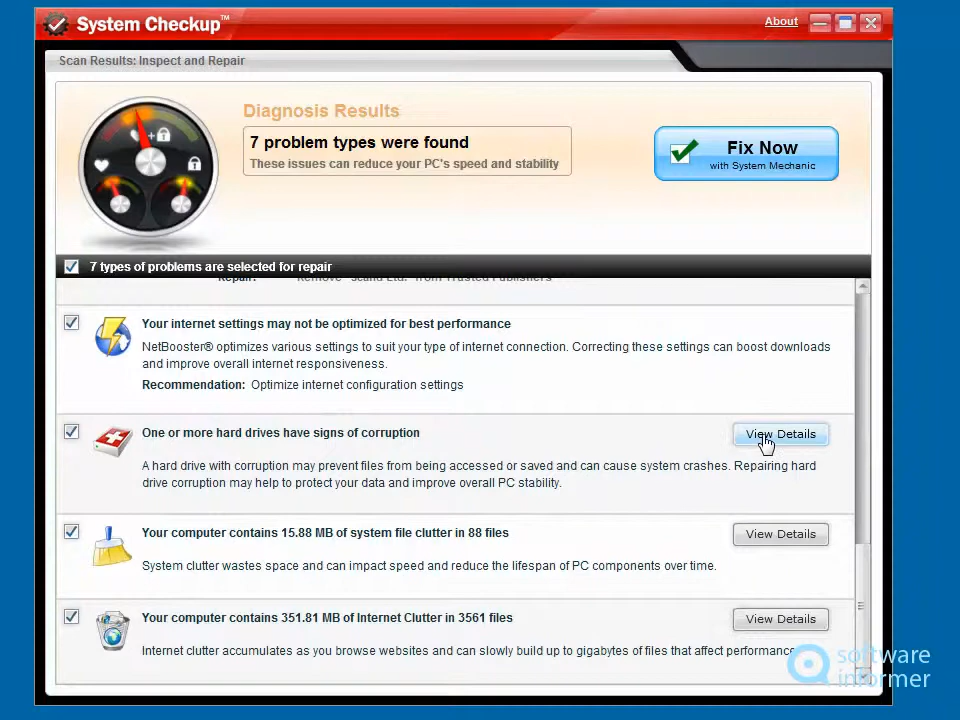 System Checkup™
About
Scan Results: Inspect and Repair
Diagnosis Results
7 problem types were found
These issues can reduce your PC's speed and stability
Fix Now
with System Mechanic
7 types of problems are selected for repair
Repair: Remove "Iscand Ltd." from Trusted Publishers
Your internet settings may not be optimized for best performance
NetBooster® optimizes various settings to suit your type of internet connection. Correcting these settings can boost downloads
and improve overall internet responsiveness.
Recommendation: Optimize internet configuration settings
One or more hard drives have signs of corruption
View Details
A hard drive with corruption may prevent files from being accessed or saved and can cause system crashes. Repairing hard
drive corruption may help to protect your data and improve overall PC stability.
Your computer contains 15.88 MB of system file clutter in 88 files
View Details
System clutter wastes space and can impact speed and reduce the lifespan of PC components over time.
Your computer contains 351.81 MB of Internet Clutter in 3561 files
View Details
Internet clutter accumulates as you browse websites and can slowly build up to gigabytes of files that affect performance.
software
informer